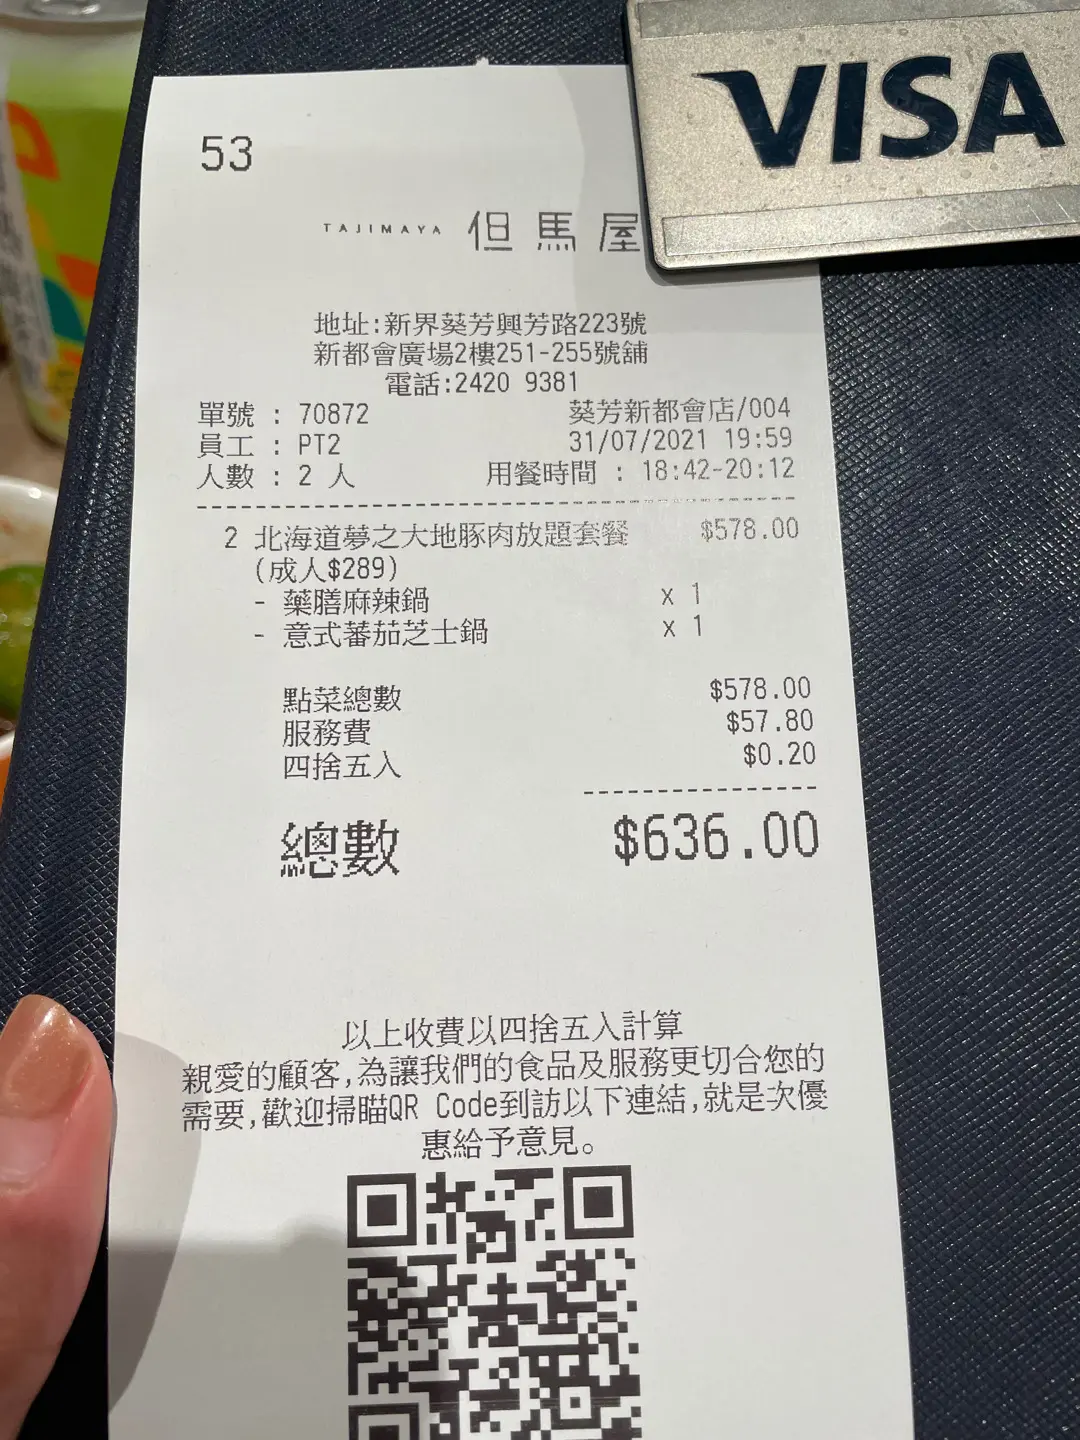 VISA
53
TAJIMAYA 但馬屋
地址:新界葵芳興芳路223號
新都會廣場2樓251-255號舖
電話:2420 9381
單號 : 70872 葵芳新都會店/004
員工 : PT2 31/07/2021 19:59
人數 : 2 人 用餐時間 : 18:42-20:12
2 北海道夢之大地豚肉放題套餐 $578.00
(成人$289)
- 藥膳麻辣鍋 x 1
- 意式蕃茄芝士鍋 x 1
點菜總數 $578.00
服務費 $57.80
四捨五入 $0.20
總數 $636.00
以上收費以四捨五入計算
親愛的顧客,為讓我們的食品及服務更切合您的
需要,歡迎掃瞄QR Code到訪以下連結,就是次優
惠給予意見。